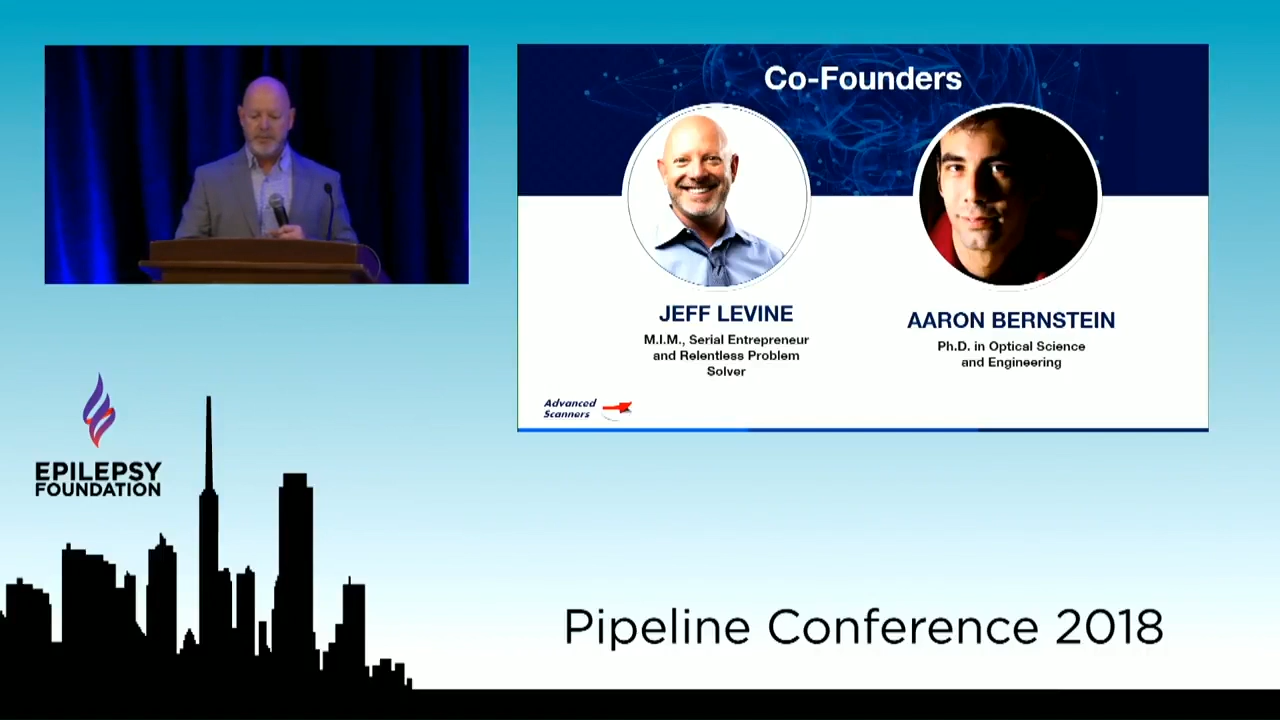 Co-Founders
JEFF LEVINE
M.I.M., Serial Entrepreneur
and Relentless Problem
Solver
AARON BERNSTEIN
Ph.D. in Optical Science
and Engineering
Advanced
Scanners
EPILEPSY
FOUNDATION
Pipeline Conference 2018